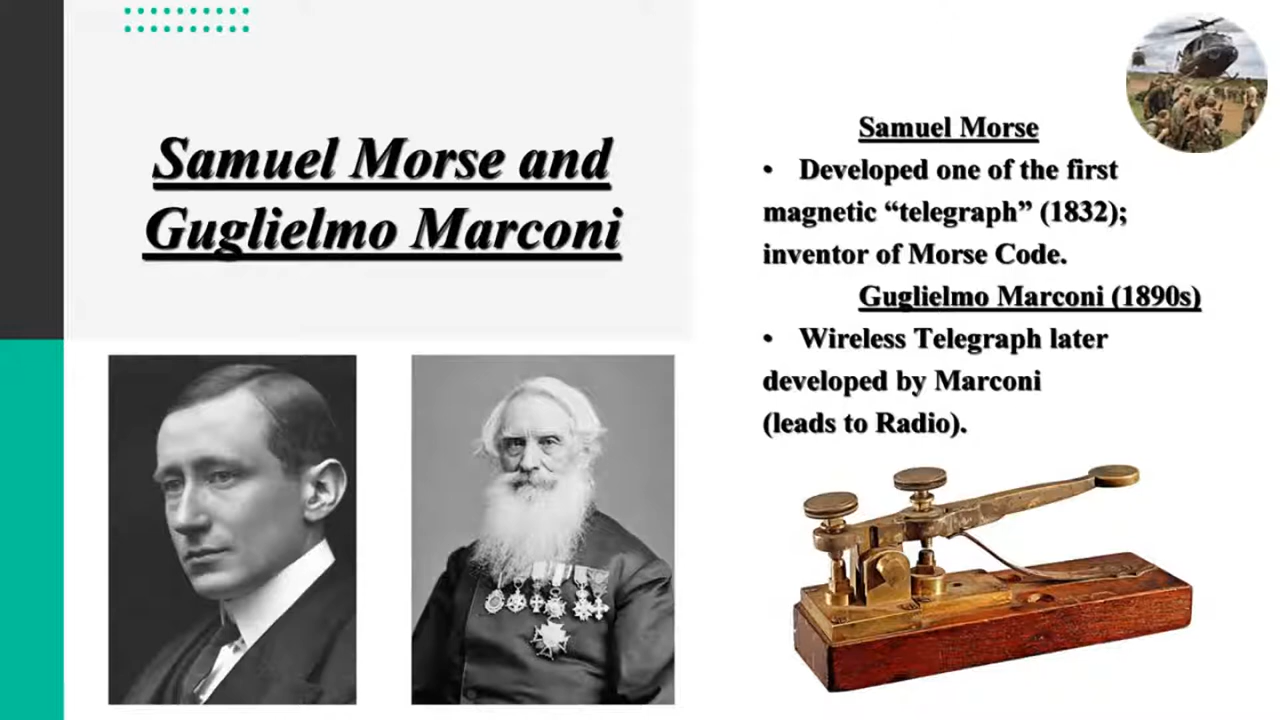 Samuel Morse and
Guglielmo Marconi
Samuel Morse
• Developed one of the first
magnetic “telegraph” (1832);
inventor of Morse Code.
Guglielmo Marconi (1890s)
• Wireless Telegraph later
developed by Marconi
(leads to Radio).